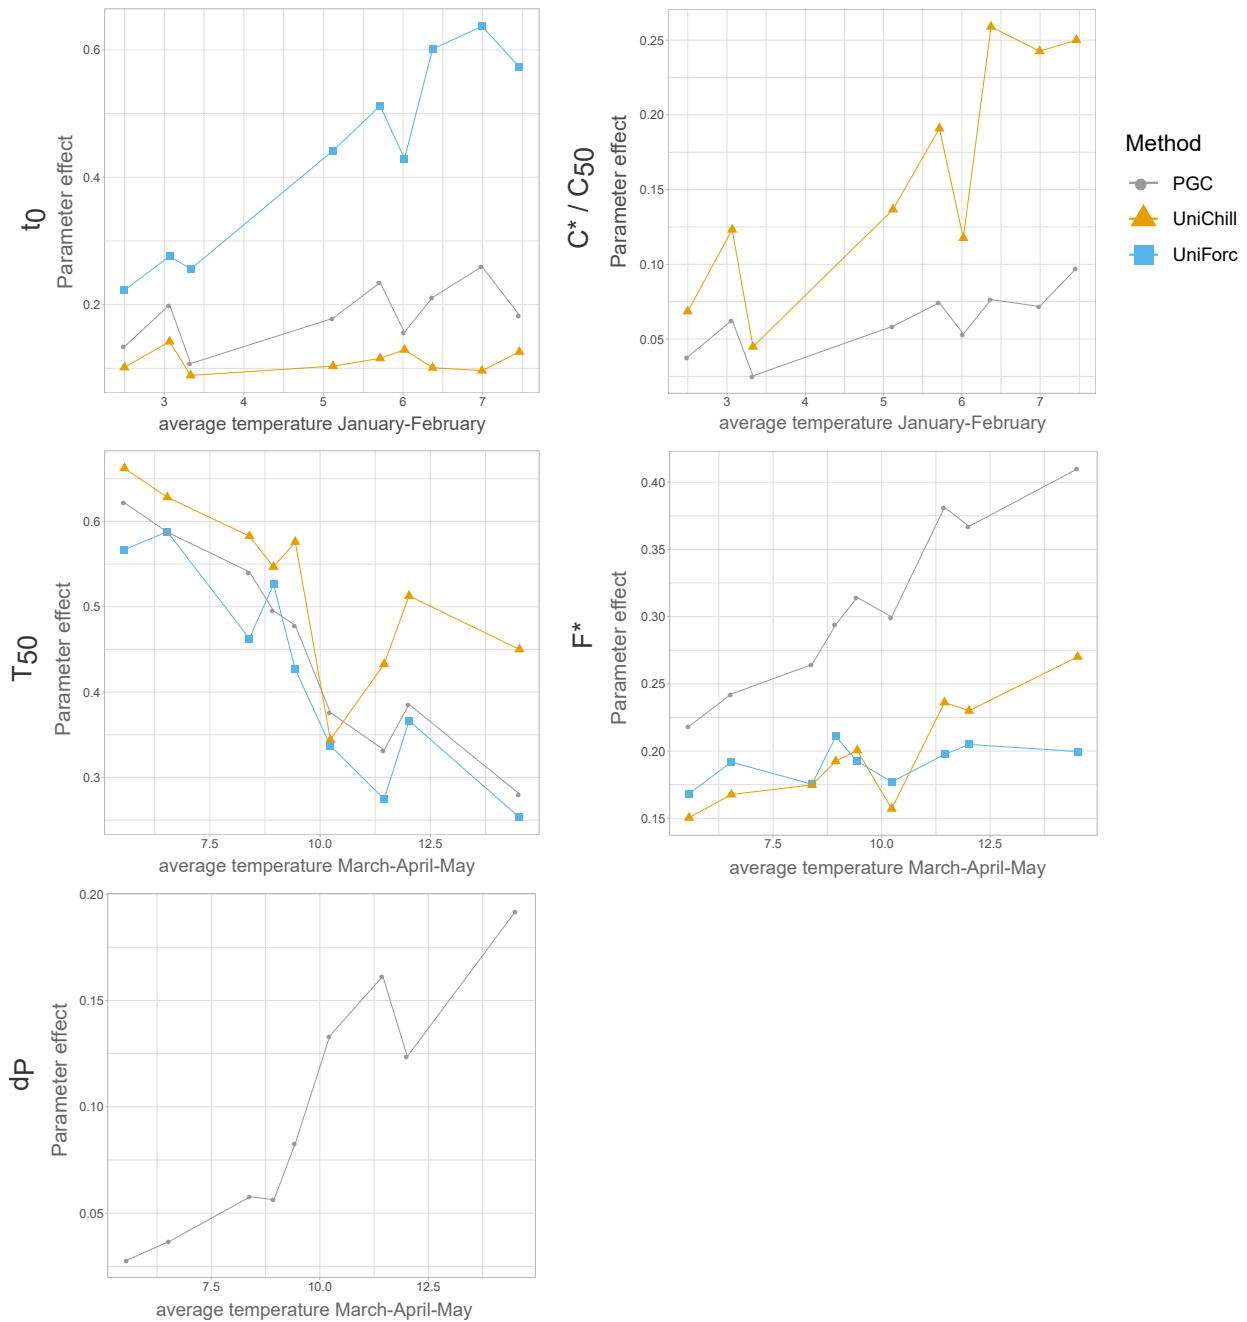 t0
Parameter effect
0.6
0.4
0.2
3
4
5
6
7
average temperature January-February
C* / C50
Parameter effect
0.25
0.20
0.15
0.10
0.05
3
4
5
6
7
average temperature January-February
Method
PGC
UniChill
UniForc
T50
Parameter effect
0.6
0.5
0.4
0.3
7.5
10.0
12.5
average temperature March-April-May
F*
Parameter effect
0.40
0.35
0.30
0.25
0.20
0.15
7.5
10.0
12.5
average temperature March-April-May
dP
Parameter effect
0.20
0.15
0.10
0.05
7.5
10.0
12.5
average temperature March-April-May